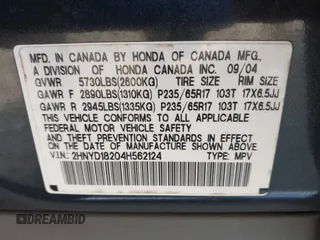 MFD. IN CANADA BY HONDA OF CANADA MFG.,
A DIVISION OF HONDA CANADA INC. 09/04
GVWR 5730LBS(2600KG) TIRE SIZE RIM SIZE
GAWR F 2890LBS(1310KG) P235/65R17 103T 17X6.5JJ
GAWR R 2945LBS(1335KG) P235/65R17 103T 17X6.5JJ
THIS VEHICLE CONFORMS TO ALL APPLICABLE
FEDERAL MOTOR VEHICLE SAFETY AND THEFT
PREVENTION STANDARDS IN EFFECT ON THE DATE
OF MANUFACTURE SHOWN ABOVE.
VIN: 2HNYD18204H562124 TYPE: MPV
DREAMBID